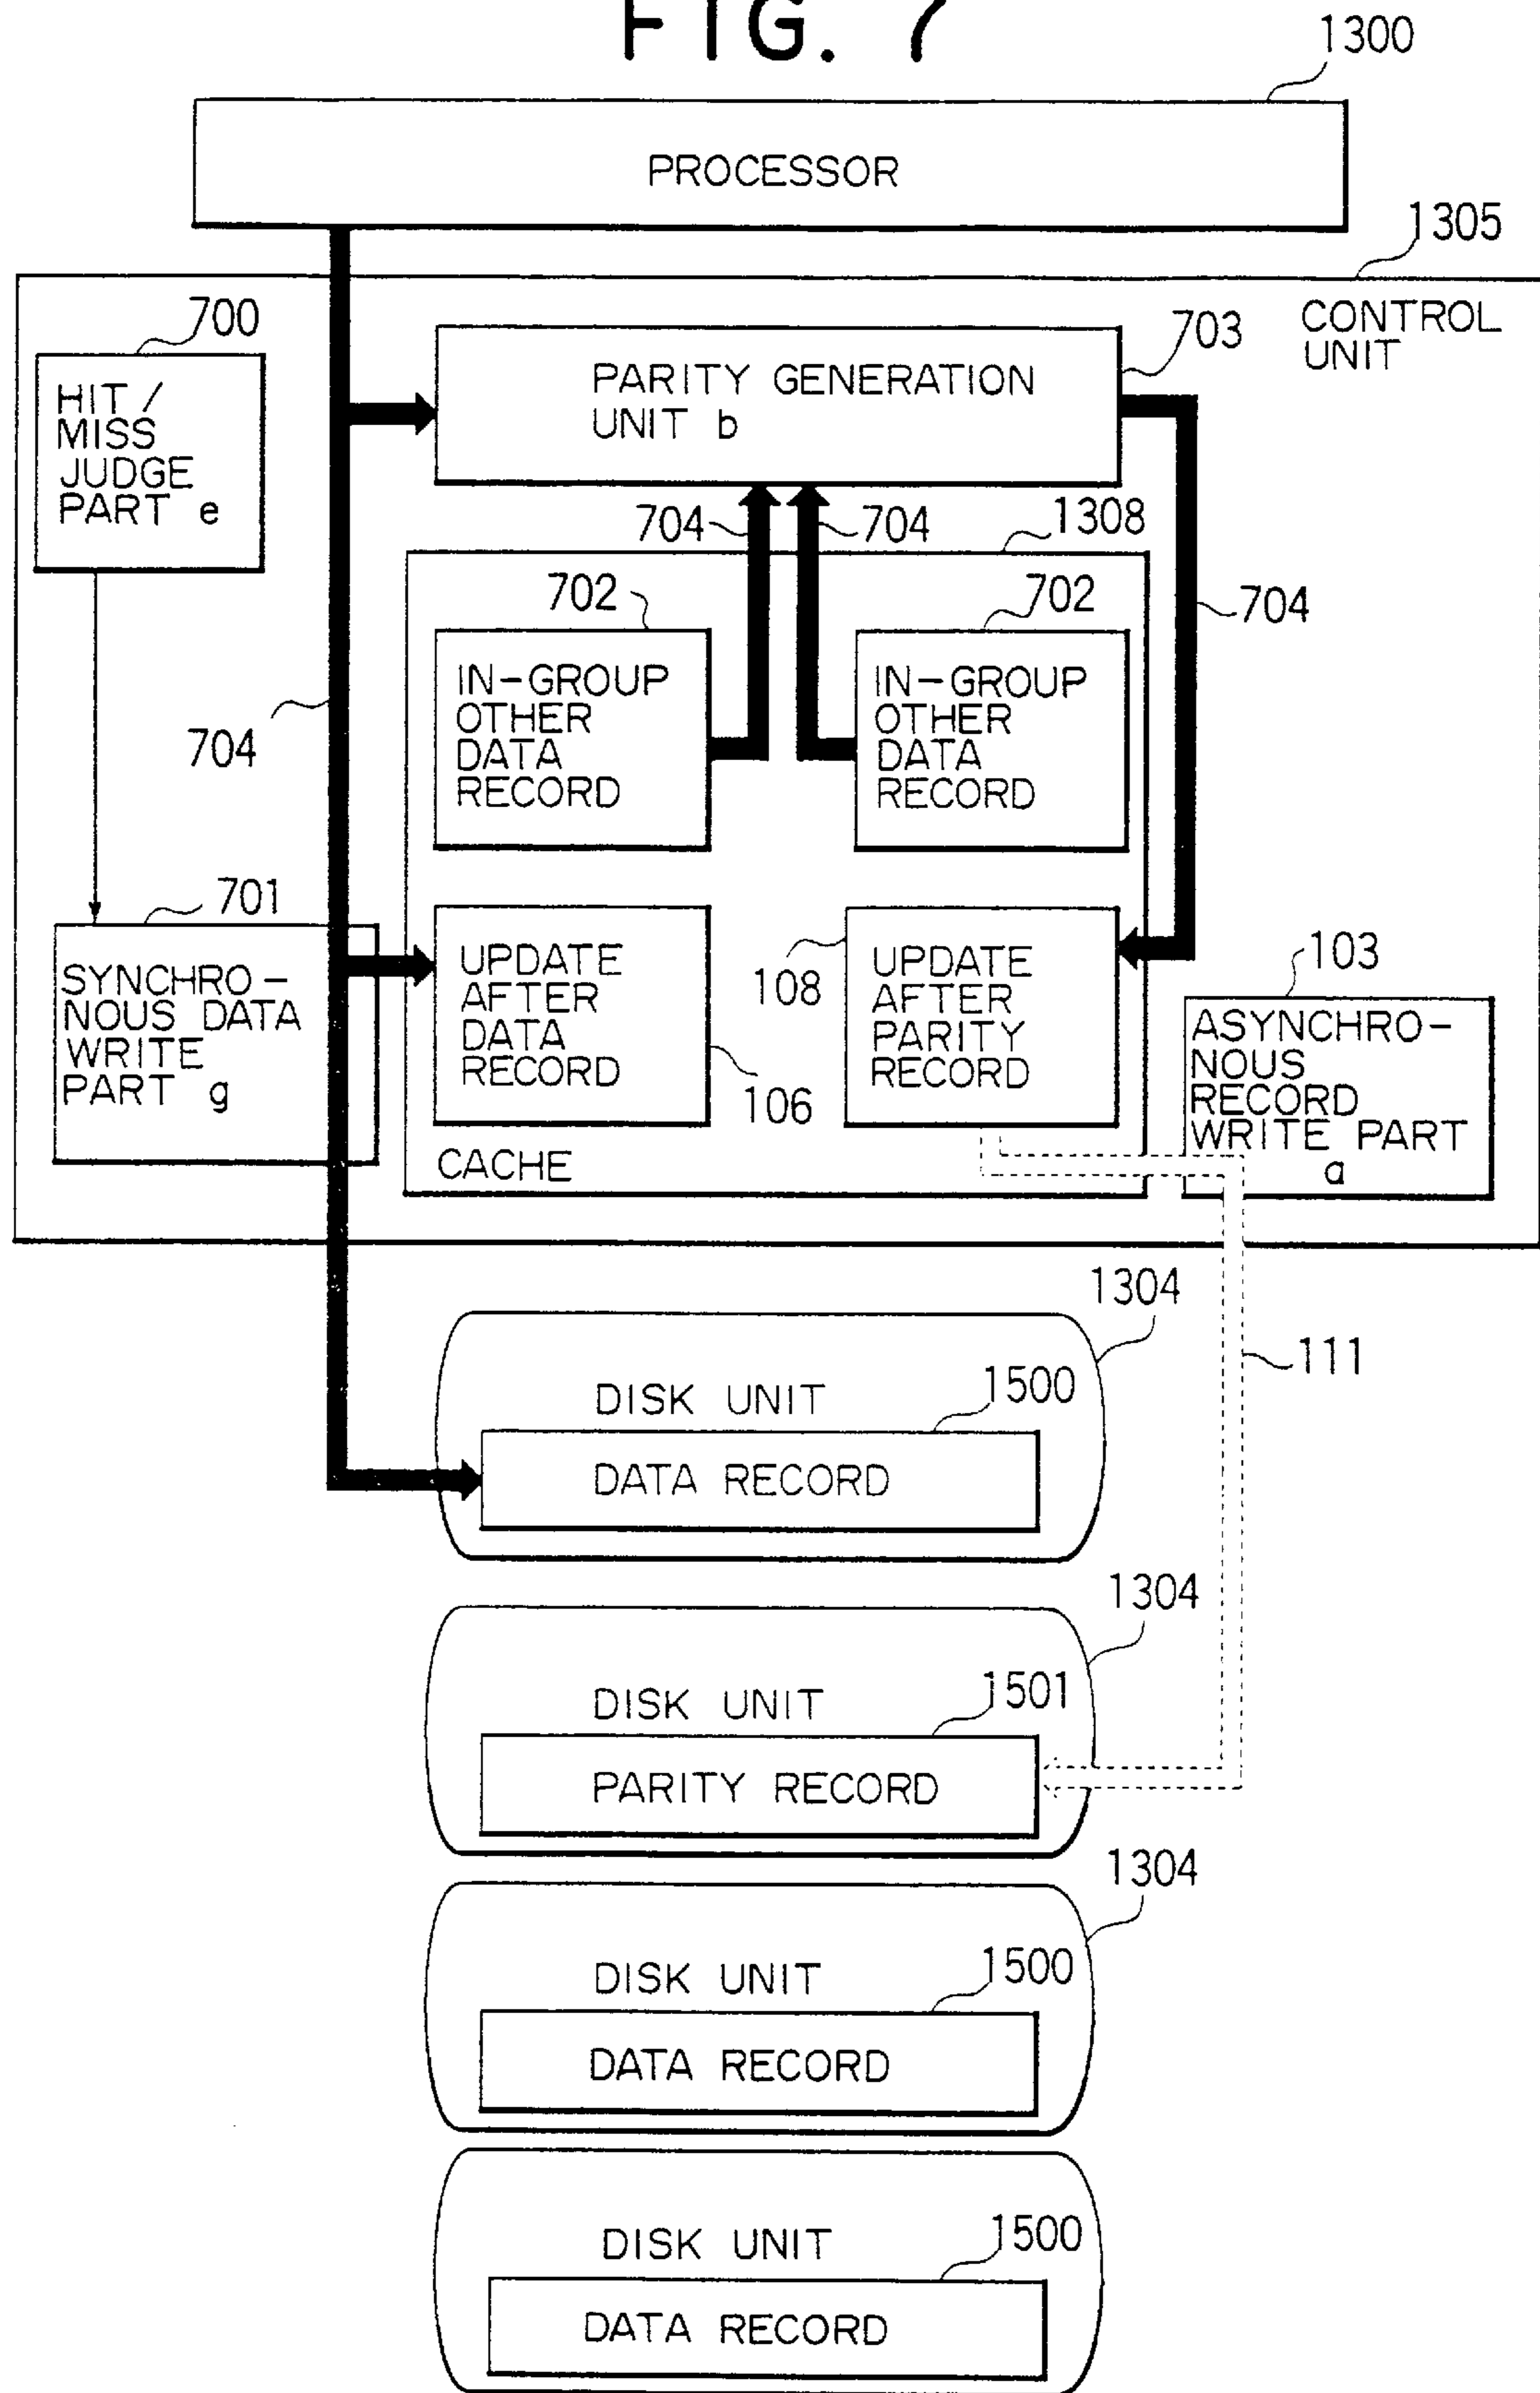 FIG. 7
1300
PROCESSOR
1305
CONTROL
UNIT
700
HIT /
MISS
JUDGE
PART e
703
PARITY GENERATION
UNIT b
704
704
1308
704
702
702
IN-GROUP
OTHER
DATA
RECORD
IN-GROUP
OTHER
DATA
RECORD
704
701
SYNCHRO-
NOUS DATA
WRITE
PART g
UPDATE
AFTER
DATA
RECORD
106
108
UPDATE
AFTER
PARITY
RECORD
103
ASYNCHRO-
NOUS
RECORD
WRITE PART
a
CACHE
1304
111
DISK UNIT
1500
DATA RECORD
1304
DISK UNIT
1501
PARITY RECORD
1304
DISK UNIT
1500
DATA RECORD
DISK UNIT
1500
DATA RECORD